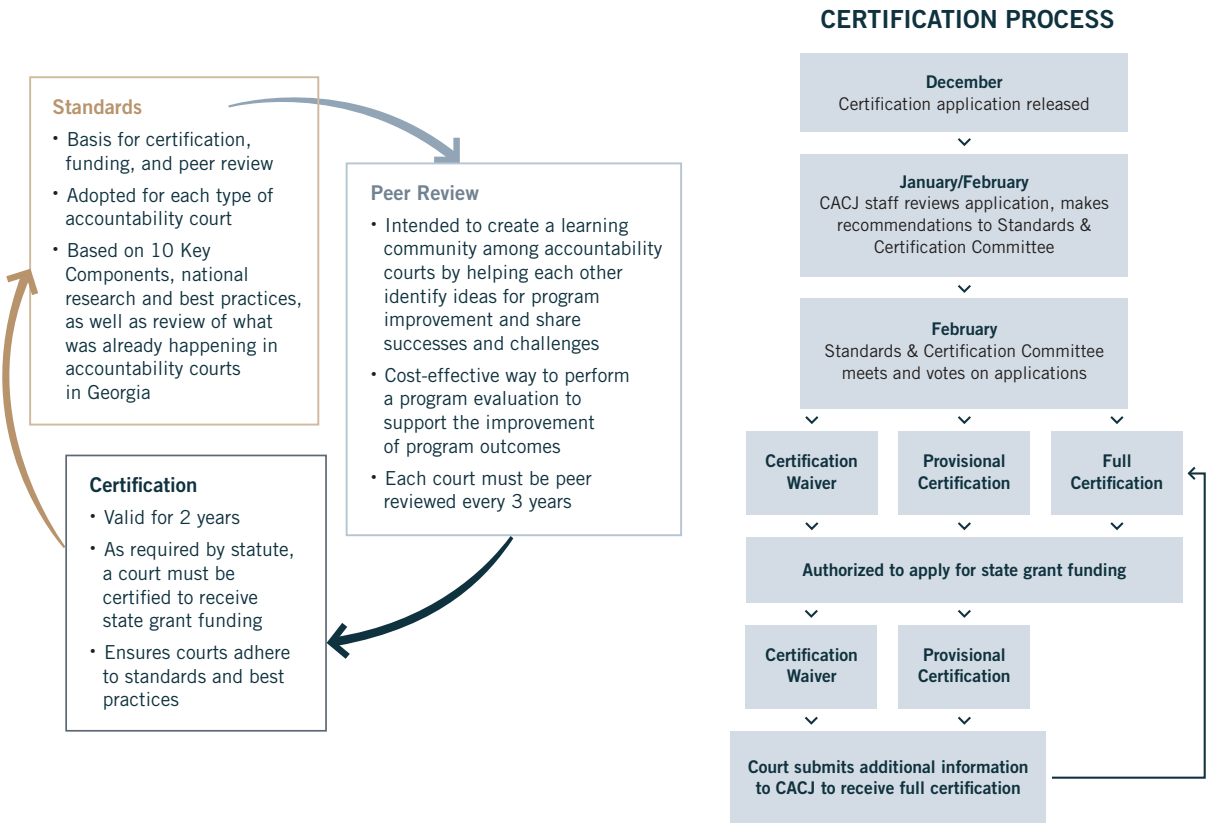 Standards
• Basis for certification,
funding, and peer review
• Adopted for each type of
accountability court
• Based on 10 Key
Components, national
research and best practices,
as well as review of what
was already happening in
accountability courts
in Georgia
Peer Review
• Intended to create a learning
community among accountability
courts by helping each other
identify ideas for program
improvement and share
successes and challenges
• Cost-effective way to perform
a program evaluation to
support the improvement
of program outcomes
• Each court must be peer
reviewed every 3 years
Certification
• Valid for 2 years
• As required by statute,
a court must be
certified to receive
state grant funding
• Ensures courts adhere
to standards and best
practices
CERTIFICATION PROCESS
December
Certification application released
January/February
CACJ staff reviews application, makes
recommendations to Standards &
Certification Committee
February
Standards & Certification Committee
meets and votes on applications
Certification
Waiver
Provisional
Certification
Full
Certification
Authorized to apply for state grant funding
Certification
Waiver
Provisional
Certification
Court submits additional information
to CACJ to receive full certification